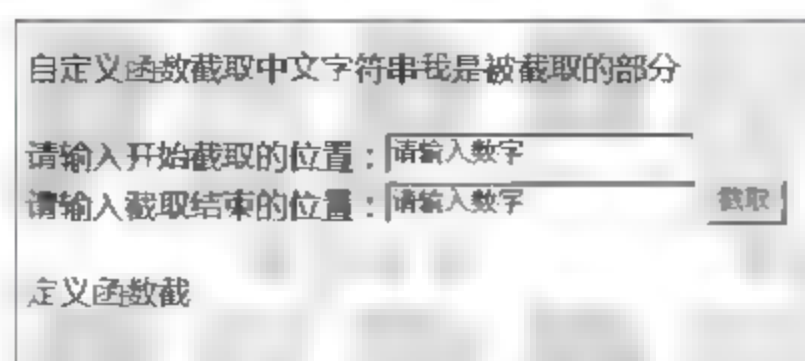 自定义函数截取中文字符串我是被截取的部分
请输入开始截取的位置：请输入数字
请输入截取结束的位置：请输入数字 截取
定义函数截